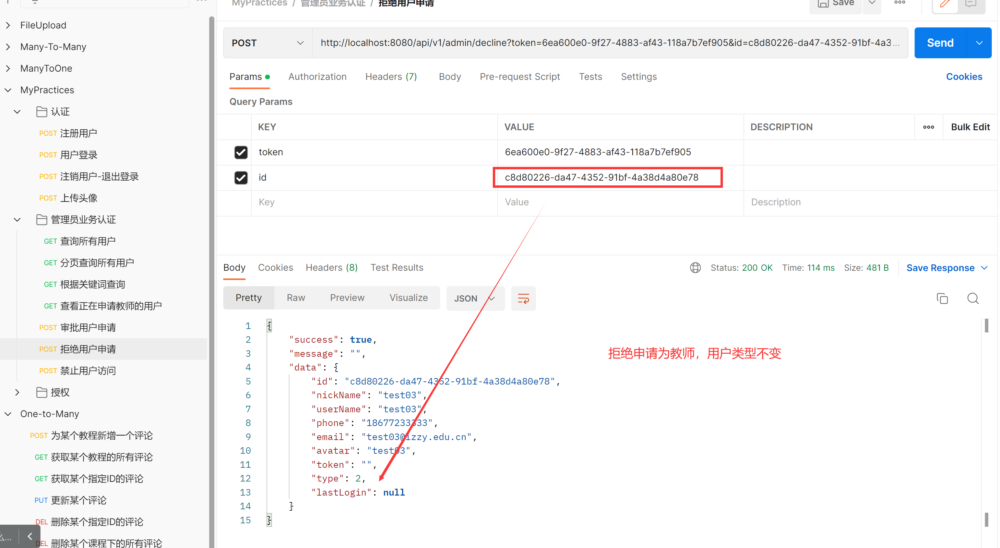 FileUpload
Many-To-Many
ManyToOne
MyPractices
认证
POST 注册用户
POST 用户登录
POST 注销用户-退出登录
POST 上传头像
管理员业务认证
GET 查询所有用户
GET 分页查询所有用户
GET 根据关键词查询
GET 查看正在申请教师的用户
POST 审批用户申请
POST 拒绝用户申请
POST 禁止用户访问
授权
One-to-Many
POST 为某个教程新增一个评论
GET 获取某个教程的所有评论
GET 获取某个指定ID的评论
PUT 更新某个评论
DEL 删除某个指定ID的评论
DEL 删除某个课程下的所有评论
MyPractices / 管理员业务认证 / 拒绝用户申请
Save
POST http://localhost:8080/api/v1/admin/decline?token=6ea600e0-9f27-4883-af43-118a7b7ef905&id=c8d80226-da47-4352-91bf-4a3... Send
Params Authorization Headers (7) Body Pre-request Script Tests Settings Cookies
Query Params
KEY VALUE DESCRIPTION Bulk Edit
token 6ea600e0-9f27-4883-af43-118a7b7ef905
id c8d80226-da47-4352-91bf-4a38d4a80e78
Key Value Description
Body Cookies Headers (8) Test Results Status: 200 OK Time: 114 ms Size: 481 B Save Response
Pretty Raw Preview Visualize JSON
1 {
2 "success": true,
3 "message": "",
4 "data": {
5 "id": "c8d80226-da47-4352-91bf-4a38d4a80e78",
6 "nickName": "test03",
7 "userName": "test03",
8 "phone": "18677233333",
9 "email": "test03@lzzy.edu.cn",
10 "avatar": "test03",
11 "token": "",
12 "type": 2,
13 "lastLogin": null
14 }
15 }
拒绝申请为教师，用户类型不变